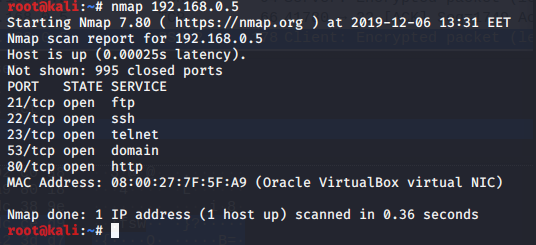 root@kali:~# nmap 192.168.0.5
Starting Nmap 7.80 ( https://nmap.org ) at 2019-12-06 13:31 EET
Nmap scan report for 192.168.0.5
Host is up (0.00025s latency).
Not shown: 995 closed ports
PORT   STATE SERVICE
21/tcp open  ftp
22/tcp open  ssh
23/tcp open  telnet
53/tcp open  domain
80/tcp open  http
MAC Address: 08:00:27:7F:5F:A9 (Oracle VirtualBox virtual NIC)
Nmap done: 1 IP address (1 host up) scanned in 0.36 seconds
root@kali:~#